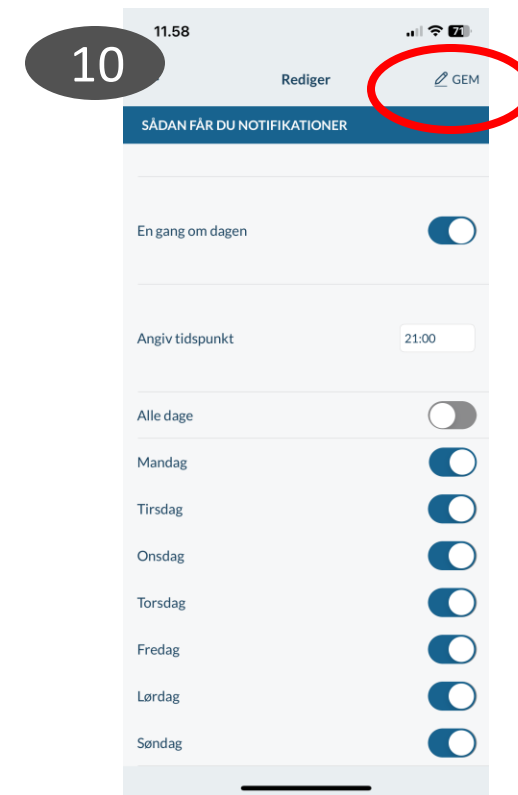 11.58
71
10
Rediger
GEM
SÅDAN FÅR DU NOTIFIKATIONER
En gang om dagen
Angiv tidspunkt
21:00
Alle dage
Mandag
Tirsdag
Onsdag
Torsdag
Fredag
Lørdag
Søndag